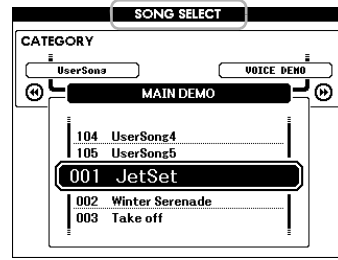 SONG SELECT
CATEGORY
UserSong VOICE DEMO
MAIN DEMO
104 UserSong4
105 UserSong5
001 JetSet
002 Winter Serenade
003 Take off